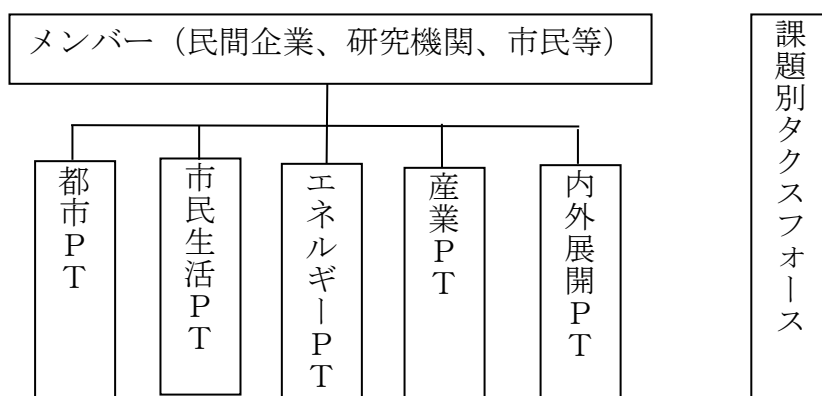 メンバー（民間企業、研究機関、市民等）
都市ＰＴ
市民生活ＰＴ
エネルギーＰＴ
産業ＰＴ
内外展開ＰＴ
課題別タクスフォース